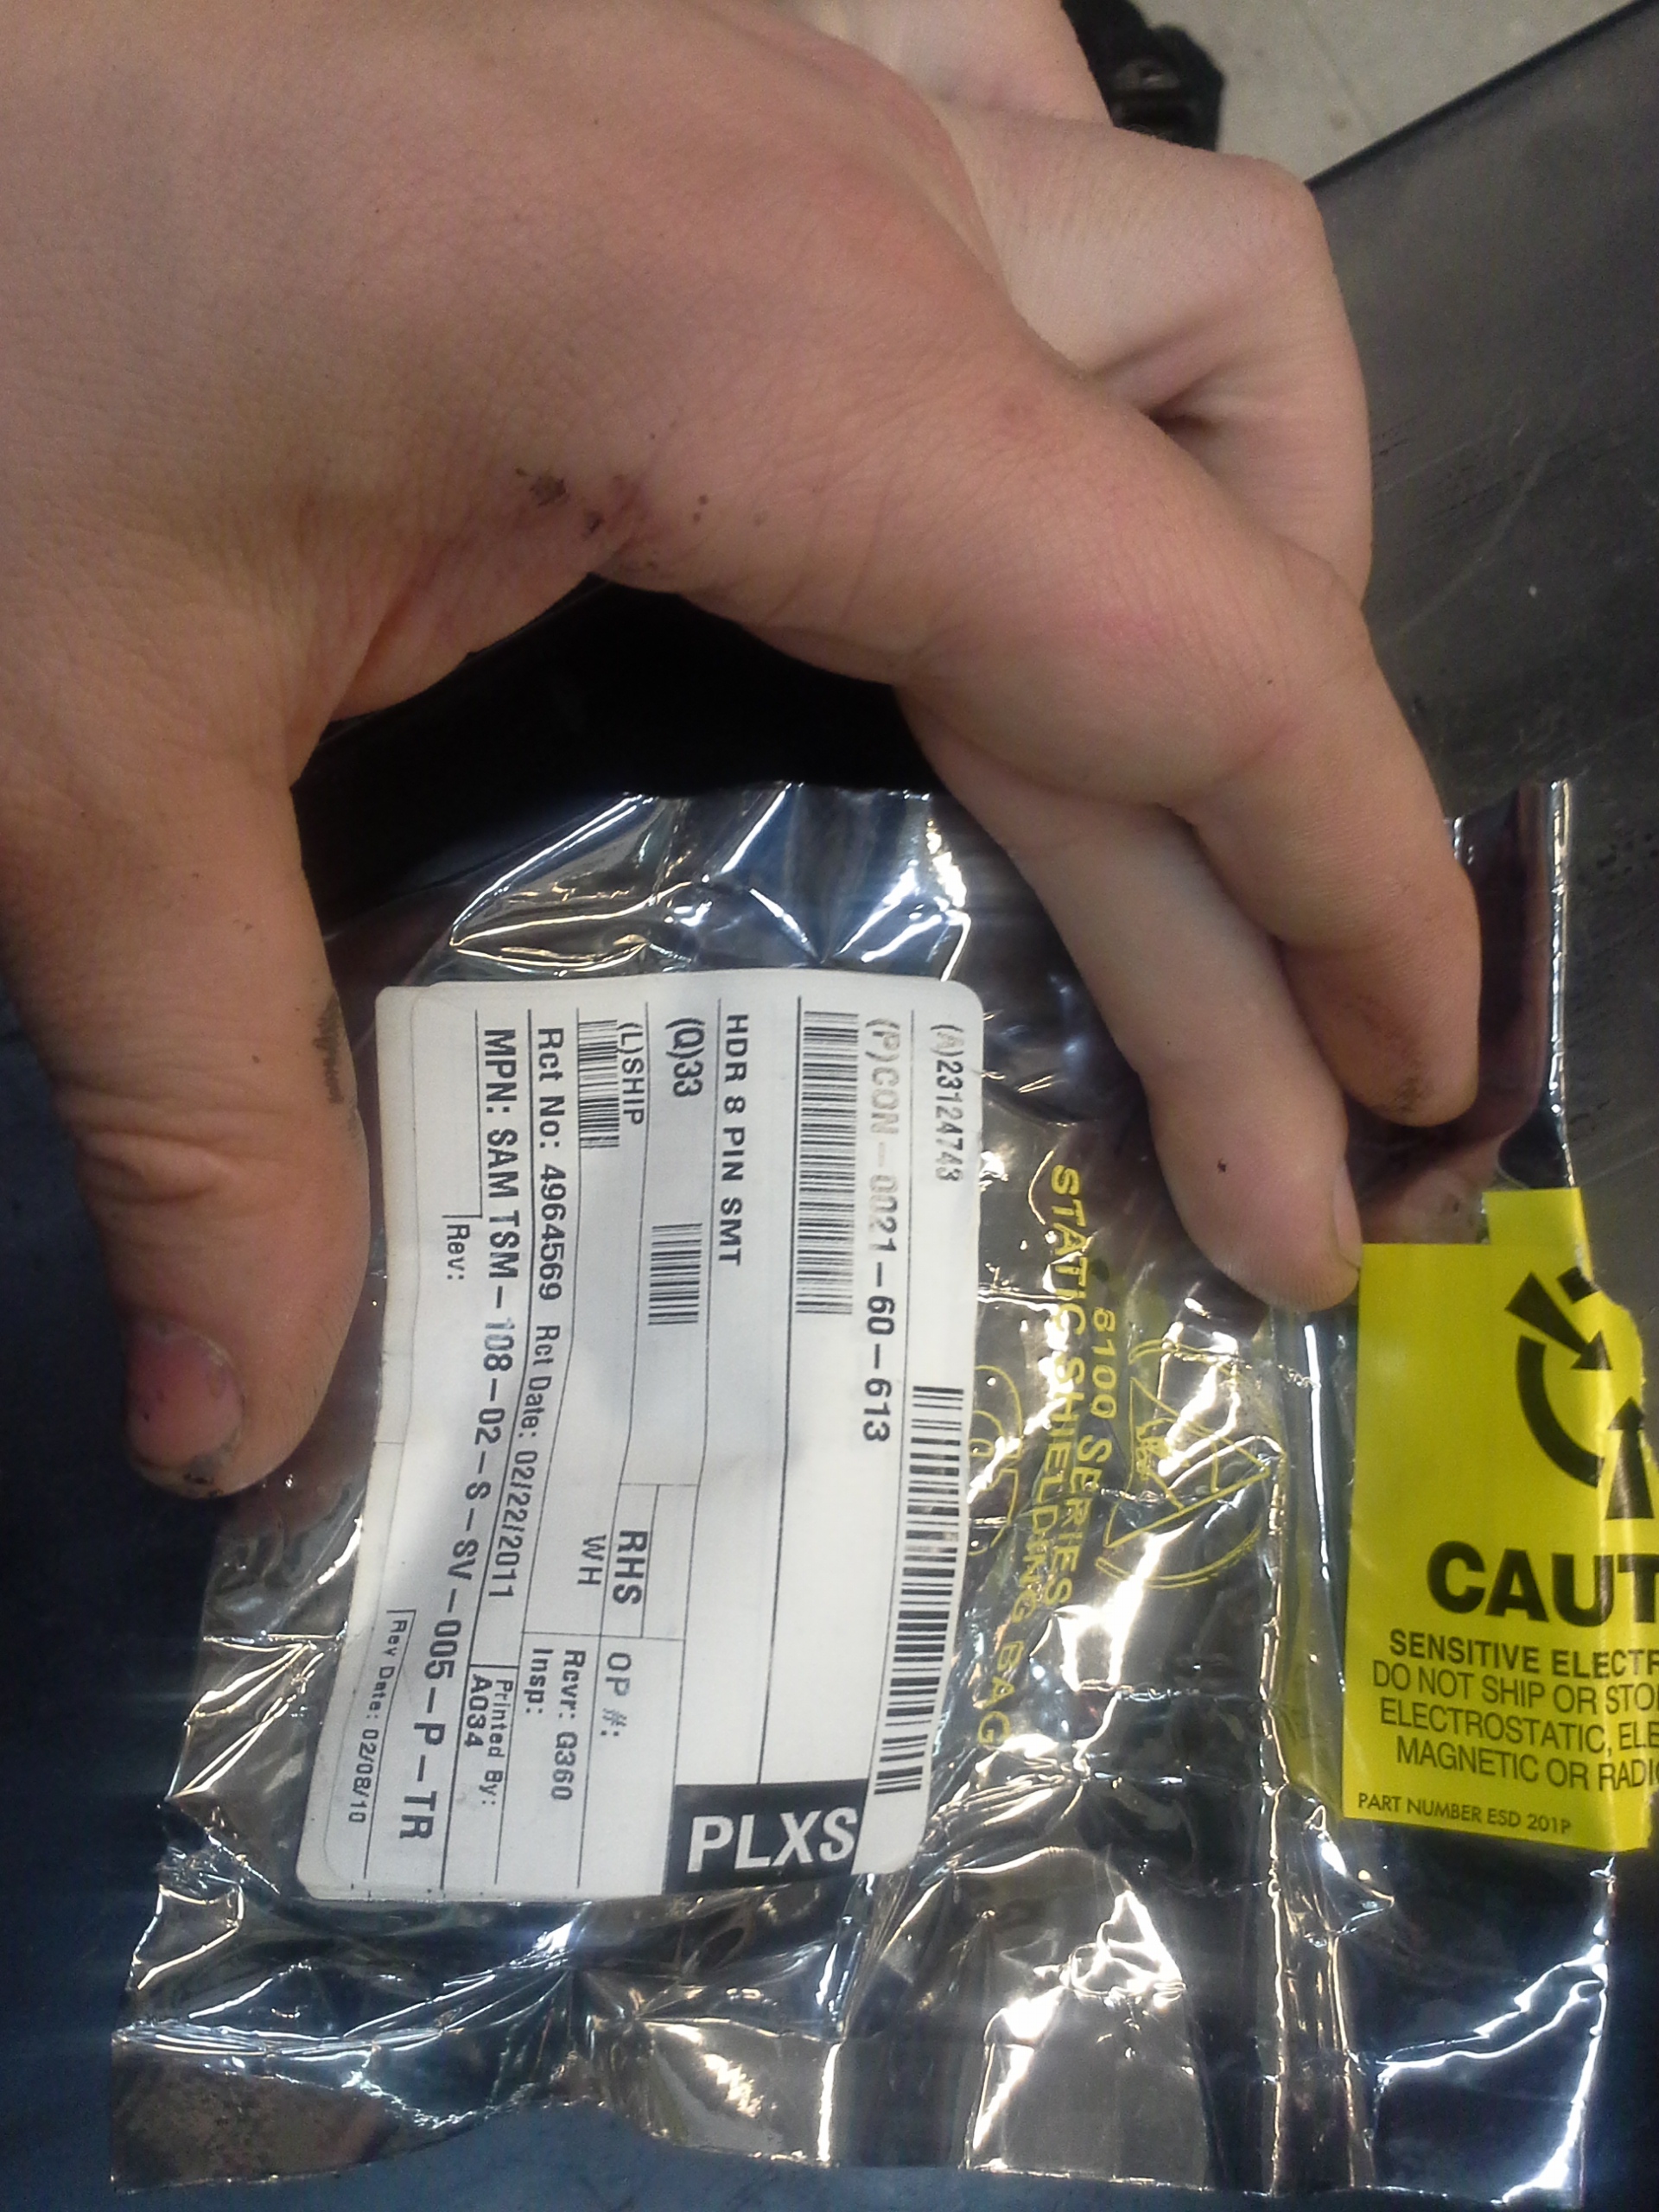 (A)23124743
(P)CON-0021-60-613
HDR 8 PIN SMT
(Q)33
(L)SHIP
RHS
WH
OP #:
Rct No: 4964569 Rct Date: 02/22/2011
Rcvr: G360
Insp:
MPN: SAM TSM-108-02-S-SV-005-P-TR
Printed By:
A034
Rev:
Rev Date: 02/08/10
PLXS
8100 SERIES
STATIC SHIELDING BAG
CAUT
SENSITIVE ELECTR
DO NOT SHIP OR STO
ELECTROSTATIC, ELE
MAGNETIC OR RADIO
PART NUMBER ESD 201P